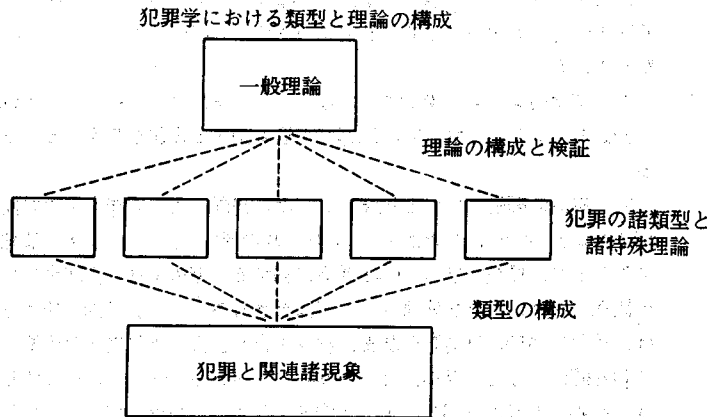 犯罪学における類型と理論の構成
一般理論
理論の構成と検証
犯罪の諸類型と
諸特殊理論
類型の構成
犯罪と関連諸現象